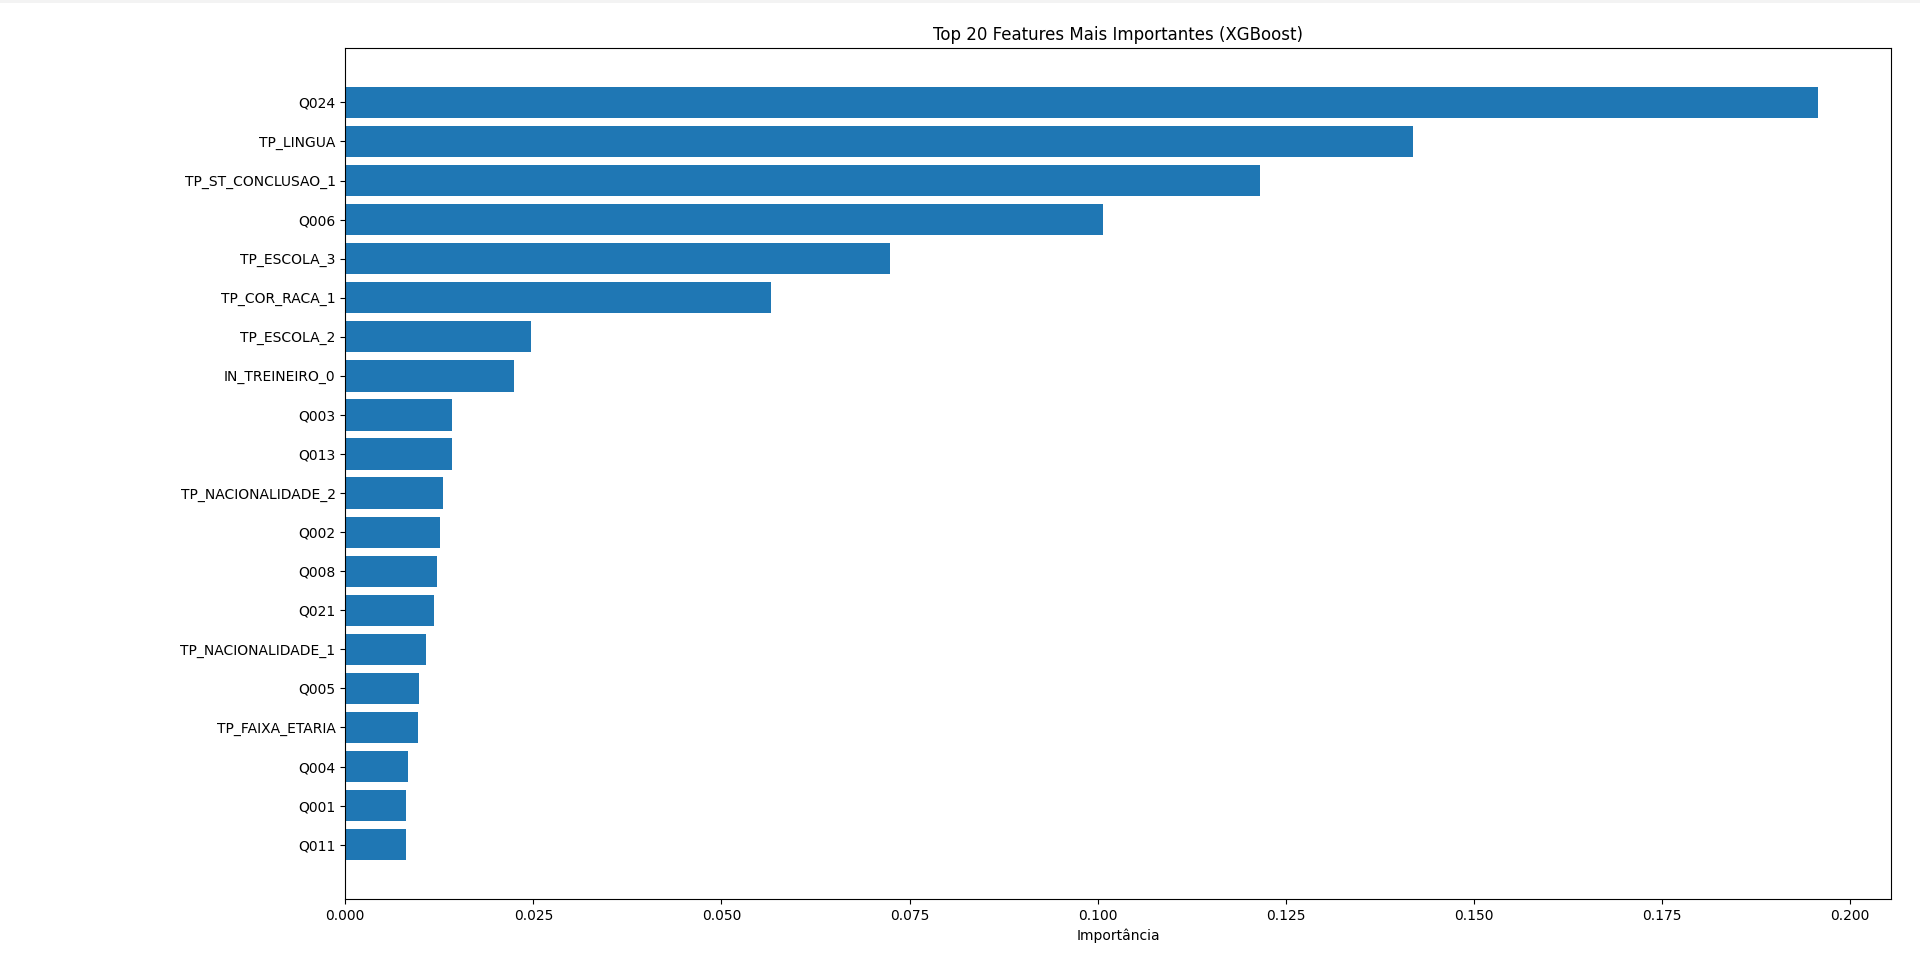 Top 20 Features Mais Importantes (XGBoost)
Q024
TP_LINGUA
TP_ST_CONCLUSAO_1
Q006
TP_ESCOLA_3
TP_COR_RACA_1
TP_ESCOLA_2
IN_TREINEIRO_0
Q003
Q013
TP_NACIONALIDADE_2
Q002
Q008
Q021
TP_NACIONALIDADE_1
Q005
TP_FAIXA_ETARIA
Q004
Q001
Q011
0.000 0.025 0.050 0.075 0.100 0.125 0.150 0.175 0.200
Importância